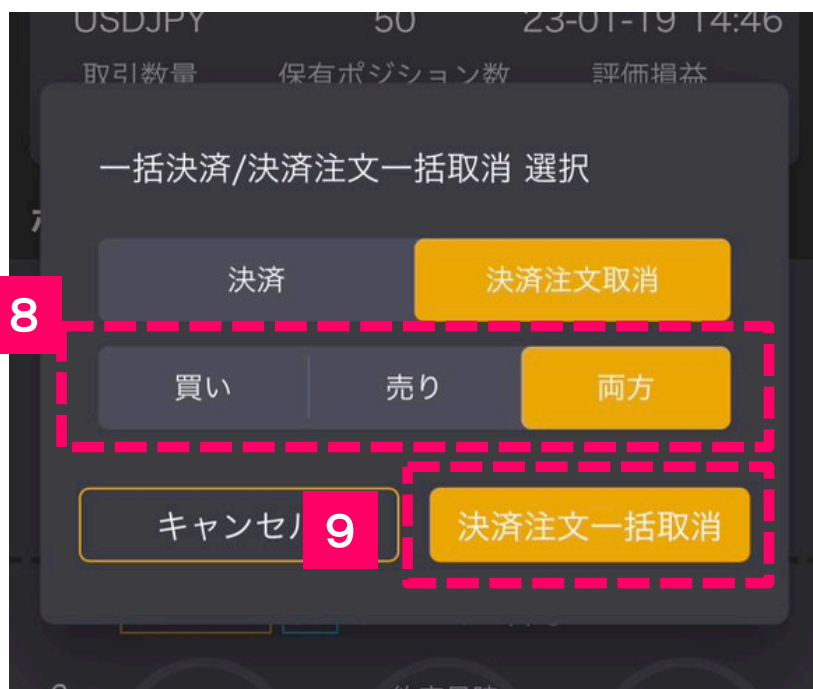 USDJPY 50 23-01-19 14:46
取引数量 保有ポジション数 評価損益
一括決済/決済注文一括取消 選択
決済 決済注文取消
8
買い 売り 両方
キャンセル 9 決済注文一括取消